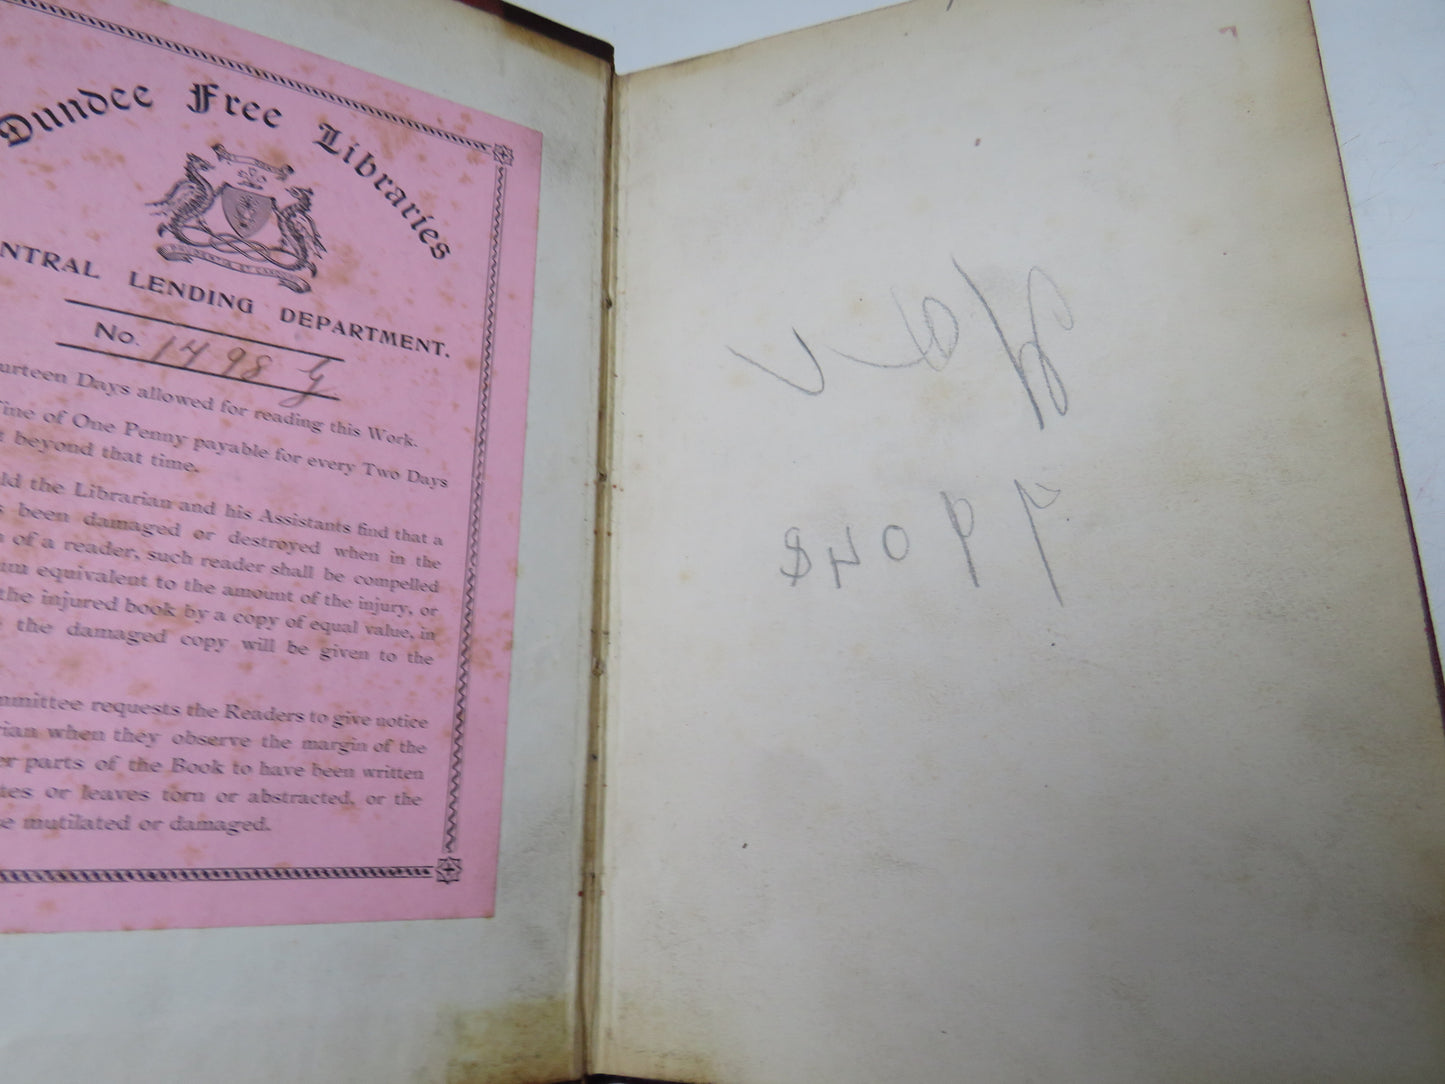 Dundee Free Libraries
NTRAL LENDING DEPARTMENT.
No. 1498 G
urteen Days allowed for reading this Work.
ine of One Penny payable for every Two Days
t beyond that time.
ld the Librarian and his Assistants find that a
s been damaged or destroyed when in the
n of a reader, such reader shall be compelled
um equivalent to the amount of the injury, or
the injured book by a copy of equal value, in
the damaged copy will be given to the
mmittee requests the Readers to give notice
rian when they observe the margin of the
er parts of the Book to have been written
tes or leaves torn or abstracted, or the
e mutilated or damaged.